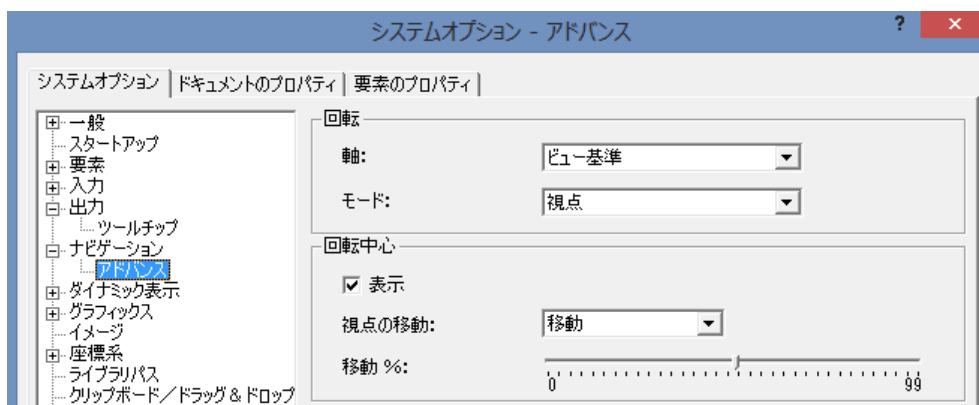 システムオプション - アドバンス
?
×
システムオプション
ドキュメントのプロパティ
要素のプロパティ
一般
スタートアップ
要素
入力
出力
ツールチップ
ナビゲーション
アドバンス
ダイナミック表示
グラフィックス
イメージ
座標系
ライブラリパス
クリップボード/ドラッグ&ドロップ
回転
軸:
ビュー基準
モード:
視点
回転中心
表示
視点の移動:
移動
移動 %:
0
99